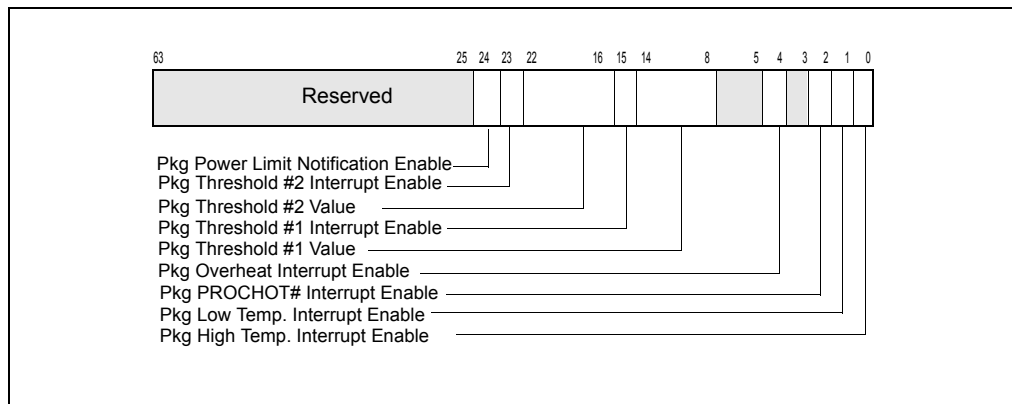 63 25 24 23 22 16 15 14 8 5 4 3 2 1 0
Reserved
Pkg Power Limit Notification Enable
Pkg Threshold #2 Interrupt Enable
Pkg Threshold #2 Value
Pkg Threshold #1 Interrupt Enable
Pkg Threshold #1 Value
Pkg Overheat Interrupt Enable
Pkg PROCHOT# Interrupt Enable
Pkg Low Temp. Interrupt Enable
Pkg High Temp. Interrupt Enable